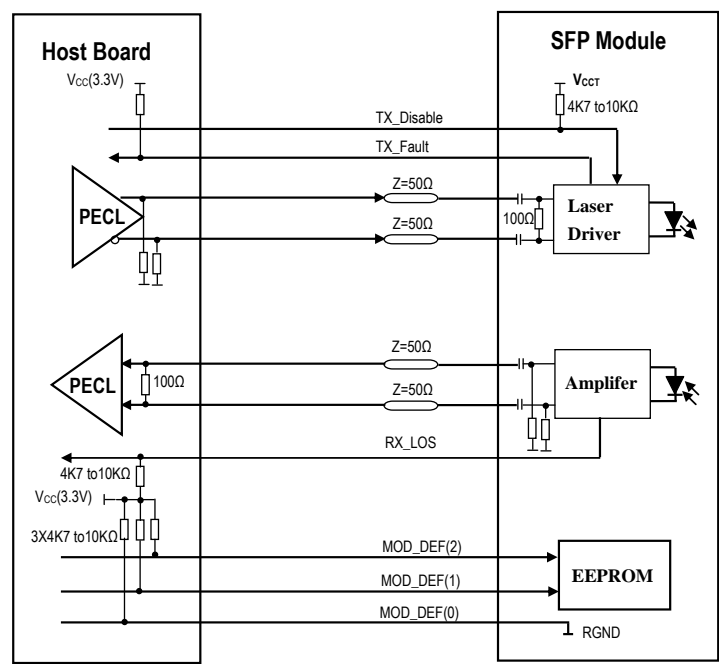 Host Board
SFP Module
Vcc(3.3V)
VCCT
4K7 to10KΩ
TX_Disable
TX_Fault
Z=50Ω
PECL
Z=50Ω
100Ω
Laser
Driver
Z=50Ω
PECL
100Ω
Z=50Ω
Amplifer
RX_LOS
4K7 to10KΩ
Vcc(3.3V)
3X4K7 to10KΩ
MOD_DEF(2)
MOD_DEF(1)
EEPROM
MOD_DEF(0)
RGND